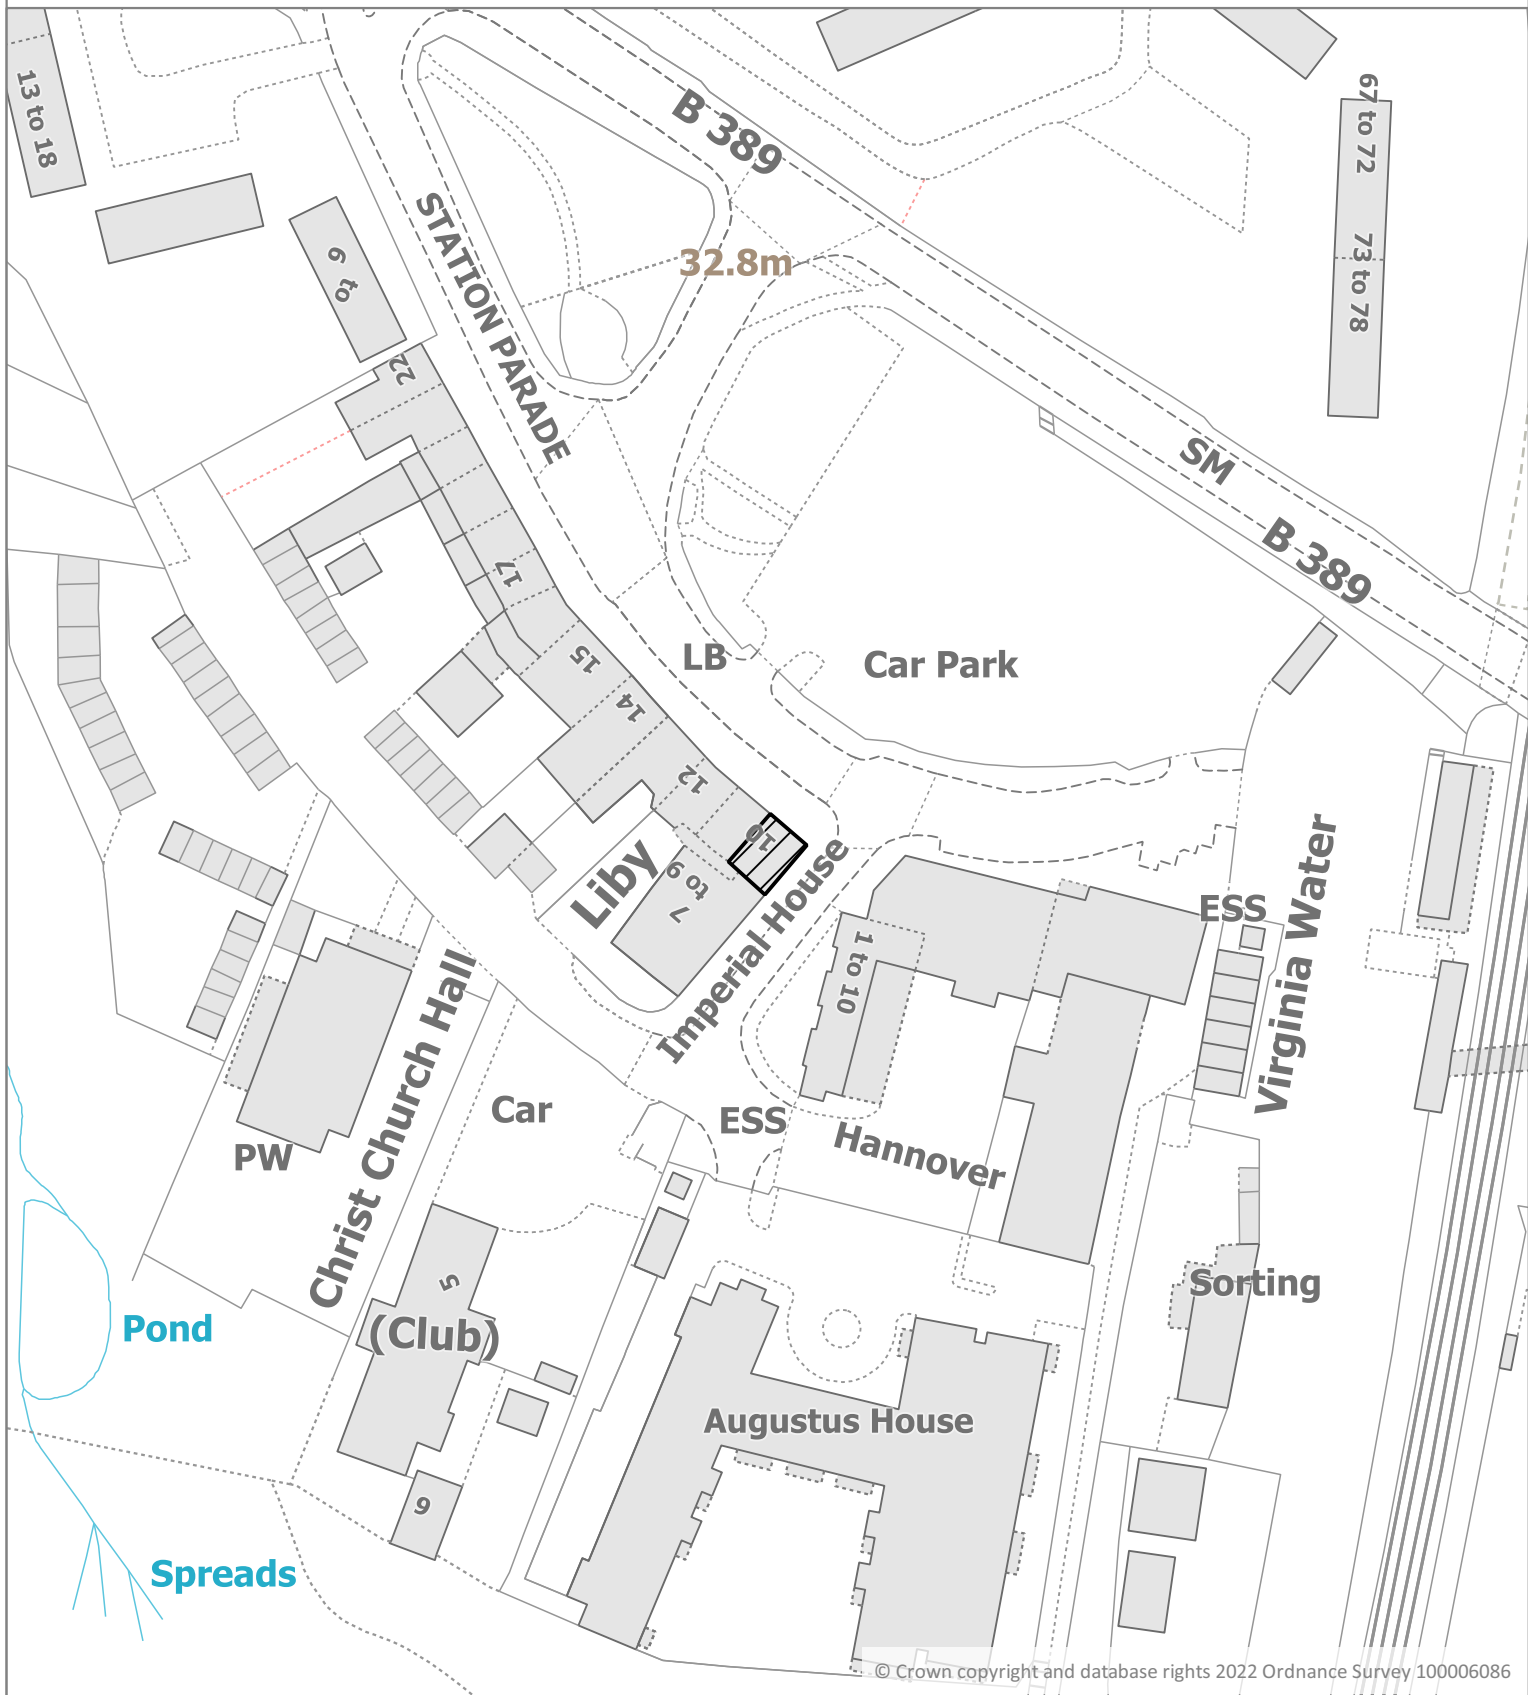 13 to 18
B 389
67 to 72
STATION PARADE
6 to
32.8m
73 to 78
22
SM
B 389
17
15
LB
Car Park
14
12
10
Liby
7 to 9
Imperial House
ESS
Virginia Water
1 to 10
Christ Church Hall
Car
ESS
Hannover
PW
5
Sorting
Pond
(Club)
Augustus House
6
Spreads
© Crown copyright and database rights 2022 Ordnance Survey 100006086